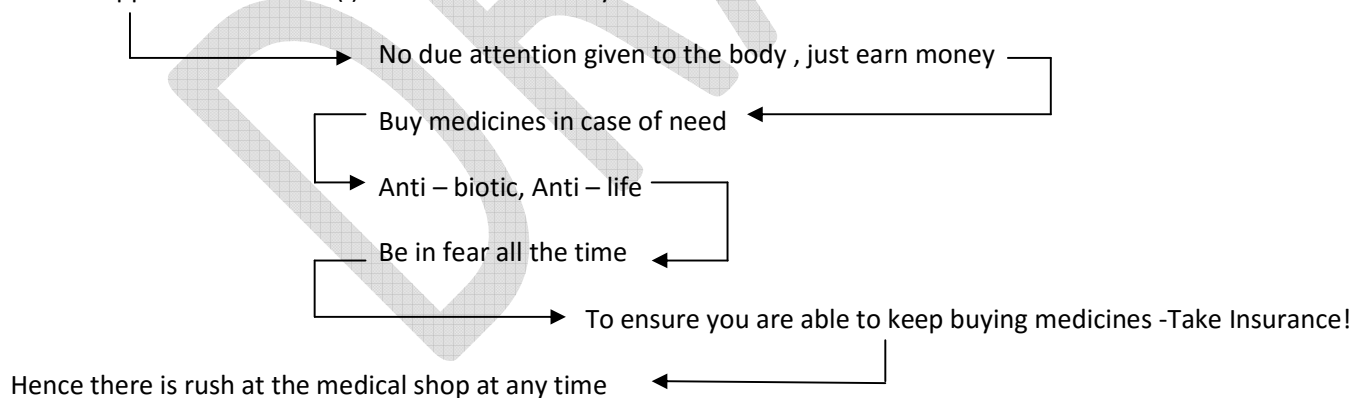 No due attention given to the body , just earn money
Buy medicines in case of need
Anti – biotic, Anti – life
Be in fear all the time
To ensure you are able to keep buying medicines -Take Insurance!
Hence there is rush at the medical shop at any time